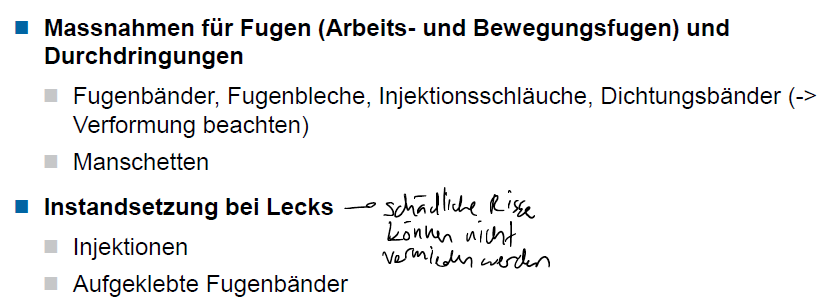 Massnahmen für Fugen (Arbeits- und Bewegungsfugen) und
Durchdringungen
Fugenbänder, Fugenbleche, Injektionsschläuche, Dichtungsbänder (->
Verformung beachten)
Manschetten
Instandsetzung bei Lecks → schädliche Risse
können nicht
vermieden werden
Injektionen
Aufgeklebte Fugenbänder